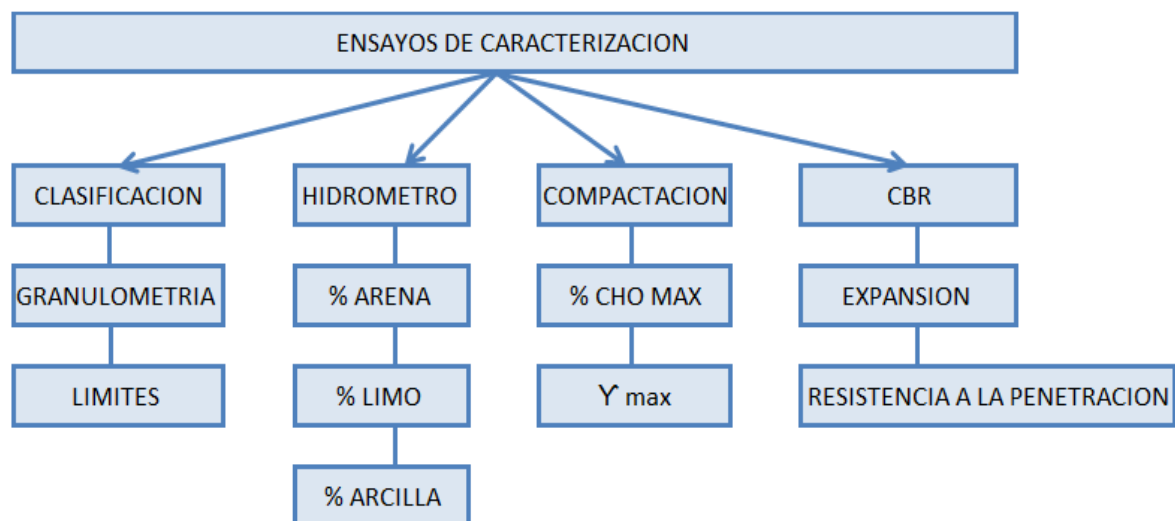 ENSAYOS DE CARACTERIZACION
CLASIFICACION
HIDROMETRO
COMPACTACION
CBR
GRANULOMETRIA
% ARENA
% CHO MAX
EXPANSION
LIMITES
% LIMO
ϒ max
RESISTENCIA A LA PENETRACION
% ARCILLA